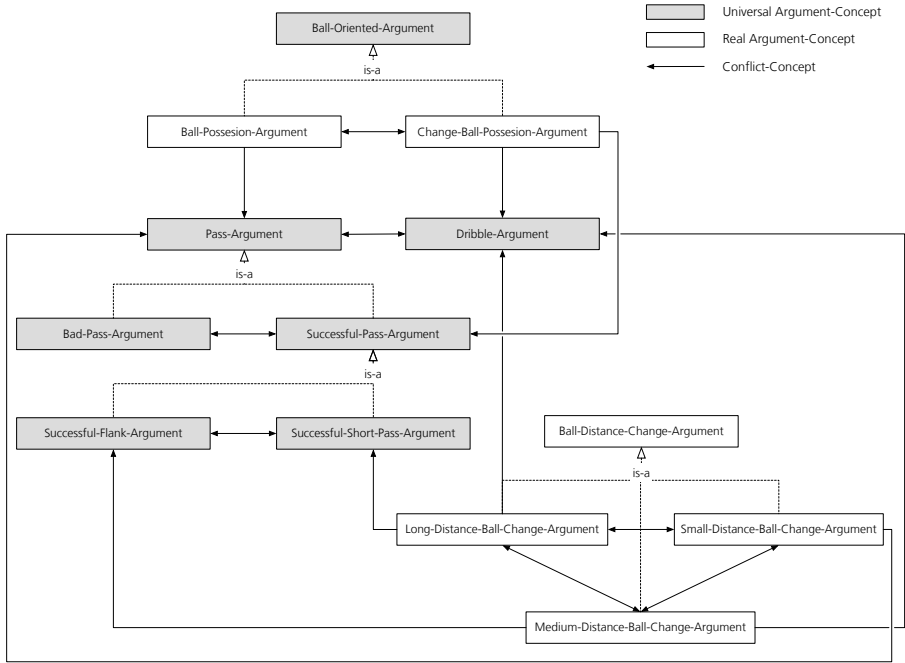 Ball-Oriented-Argument
Universal Argument-Concept
Real Argument-Concept
Conflict-Concept
is-a
Ball-Possesion-Argument
Change-Ball-Possesion-Argument
Pass-Argument
Dribble-Argument
is-a
Bad-Pass-Argument
Successful-Pass-Argument
is-a
Successful-Flank-Argument
Successful-Short-Pass-Argument
Ball-Distance-Change-Argument
is-a
Long-Distance-Ball-Change-Argument
Small-Distance-Ball-Change-Argument
Medium-Distance-Ball-Change-Argument